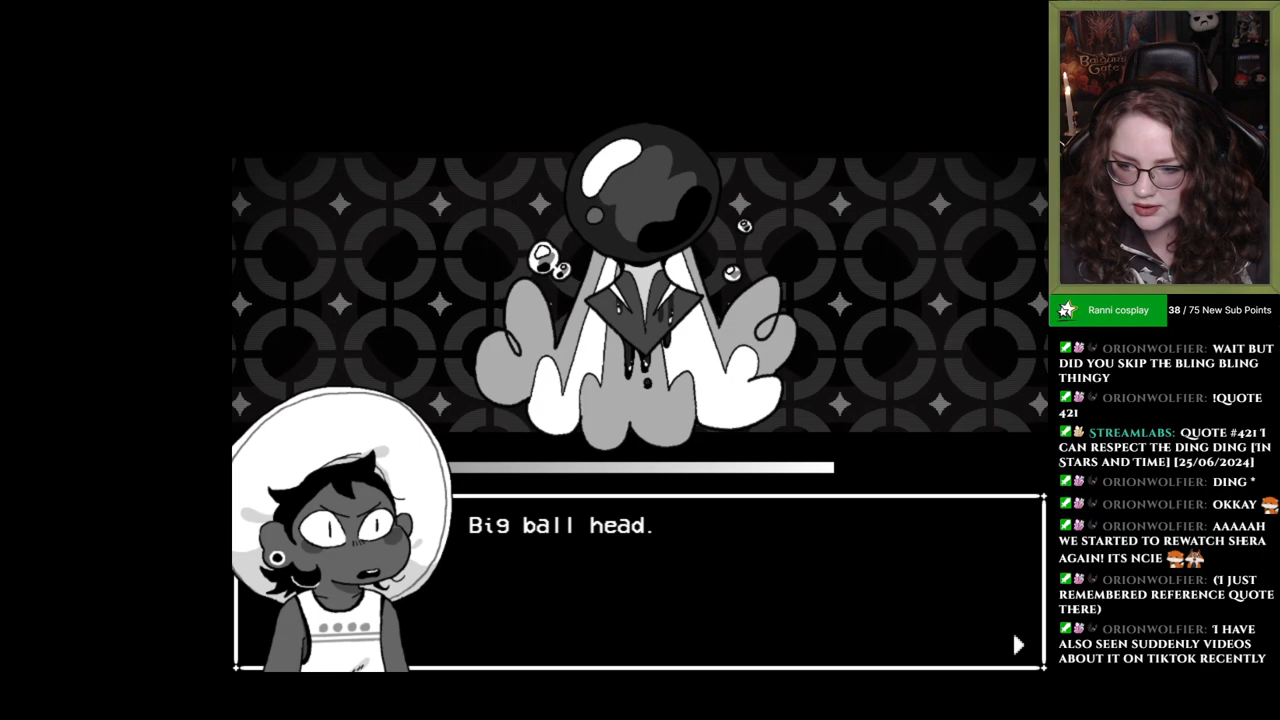 Big ball head.
Baldur's
Gate
Ranni cosplay
38 / 75 New Sub Points
ORIONWOLFIER: WAIT BUT
DID YOU SKIP THE BLING BLING
THINGY
ORIONWOLFIER: !QUOTE
421
STREAMLABS: QUOTE #421 'I
CAN RESPECT THE DING DING [IN
STARS AND TIME] [25/06/2024]
ORIONWOLFIER: DING *
ORIONWOLFIER: OKKAY
ORIONWOLFIER: AAAAAH
WE STARTED TO REWATCH SHERA
AGAIN! ITS NCIE
ORIONWOLFIER: (I JUST
REMEMBERED REFERENCE QUOTE
THERE)
ORIONWOLFIER: 'I HAVE
ALSO SEEN SUDDENLY VIDEOS
ABOUT IT ON TIKTOK RECENTLY